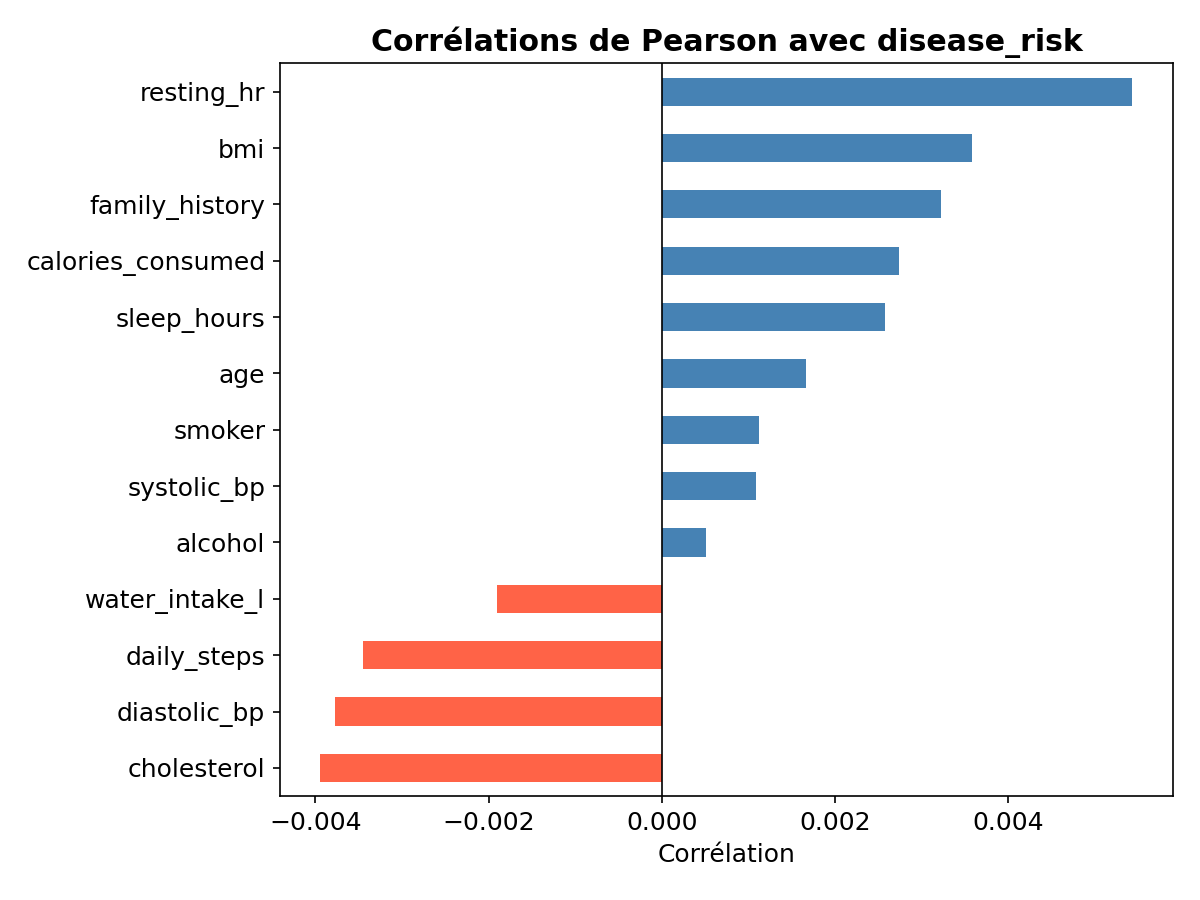 Corrélations de Pearson avec disease_risk
resting_hr
bmi
family_history
calories_consumed
sleep_hours
age
smoker
systolic_bp
alcohol
water_intake_l
daily_steps
diastolic_bp
cholesterol
−0.004 −0.002 0.000 0.002 0.004
Corrélation